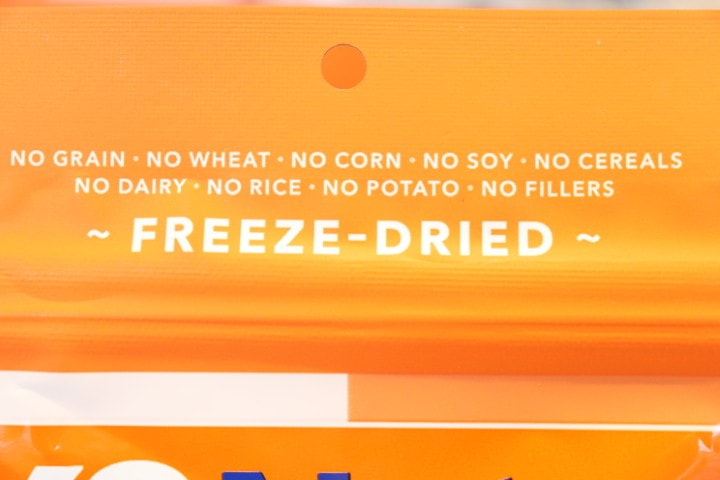 NO GRAIN • NO WHEAT • NO CORN • NO SOY • NO CEREALS
NO DAIRY • NO RICE • NO POTATO • NO FILLERS
~ FREEZE-DRIED ~